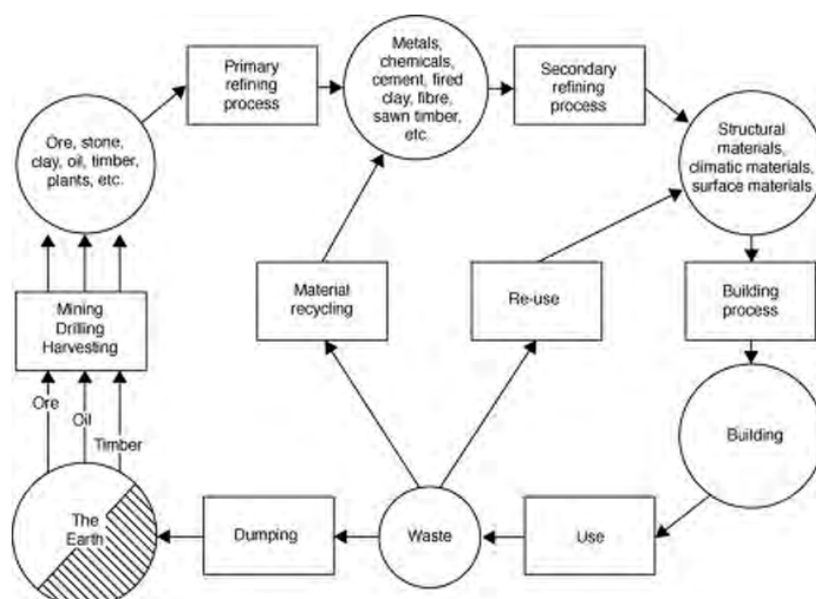 Primary
refining
process
Metals,
chemicals,
cement, fired
clay, fibre,
sawn timber,
etc.
Secondary
refining
process
Ore, stone,
clay, oil, timber,
plants, etc.
Structural
materials,
climatic materials,
surface materials
Mining
Drilling
Harvesting
Material
recycling
Re-use
Building
process
Ore
Oil
Timber
Building
The
Earth
Dumping
Waste
Use